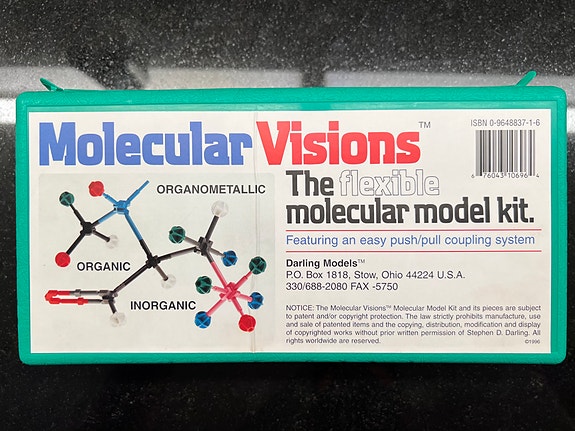 Molecular Visions™
ISBN 0-9648837-1-6
6 76043 10696 4
The flexible
molecular model kit.
Featuring an easy push/pull coupling system
ORGANOMETALLIC
ORGANIC
INORGANIC
Darling Models™
P.O. Box 1818, Stow, Ohio 44224 U.S.A.
330/688-2080 FAX -5750
NOTICE: The Molecular Visions™ Molecular Model Kit and its pieces are subject
to patent and/or copyright protection. The law strictly prohibits manufacture, use
and sale of patented items and the copying, distribution, modification and display
of copyrighted works without prior written permission of Stephen D. Darling. All
rights worldwide are reserved.
©1996